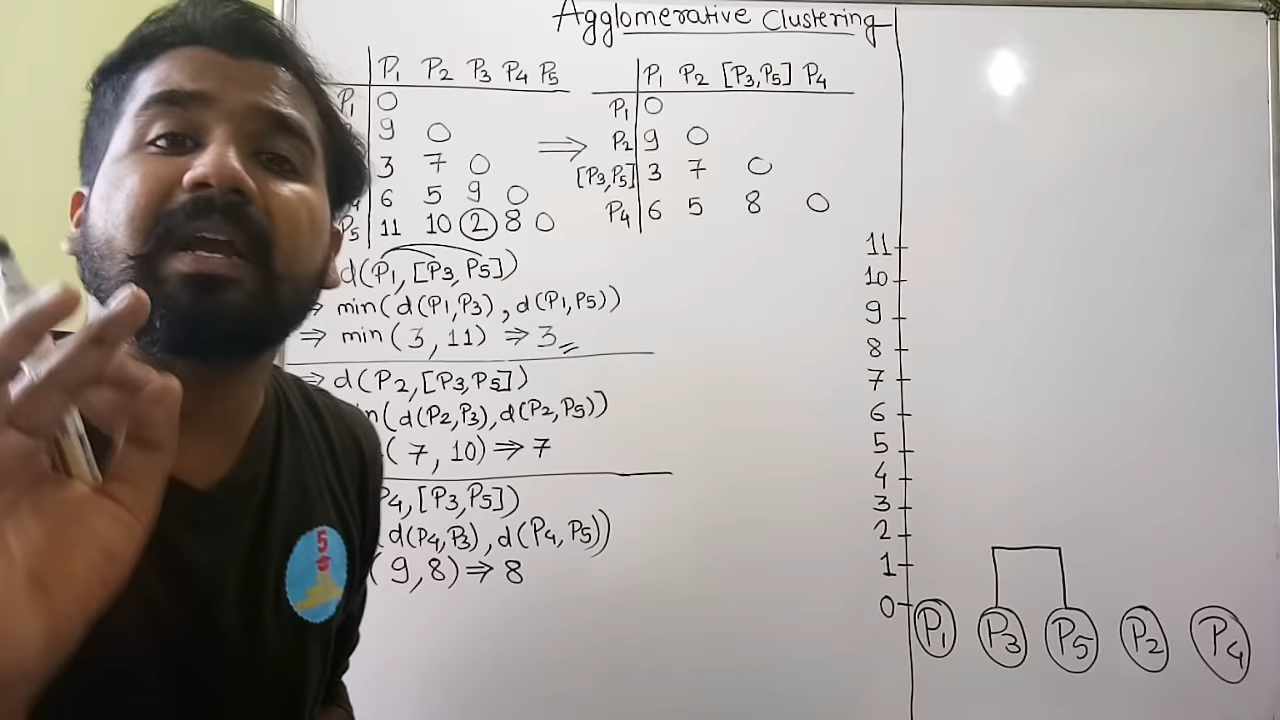 Agglomerative Clustering
P1 P2 P3 P4 P5
P1 0
9 0
3 7 0
6 5 9 0
P5 11 10 2 8 0
⇒
P1 P2 [P3,P5] P4
P1 0
P2 9 0
[P3,P5] 3 7 0
P4 6 5 8 0
d(P1,[P3,P5])
⇒ min(d(P1,P3), d(P1,P5))
⇒ min(3,11) ⇒ 3
⇒ d(P2,[P3,P5])
(d(P2,P3),d(P2,P5))
(7,10) ⇒ 7
P4,[P3,P5])
d(P4,P3),d(P4,P5))
(9,8) ⇒ 8
5
11
10
9
8
7
6
5
4
3
2
1
0
P1 P3 P5 P2 P4